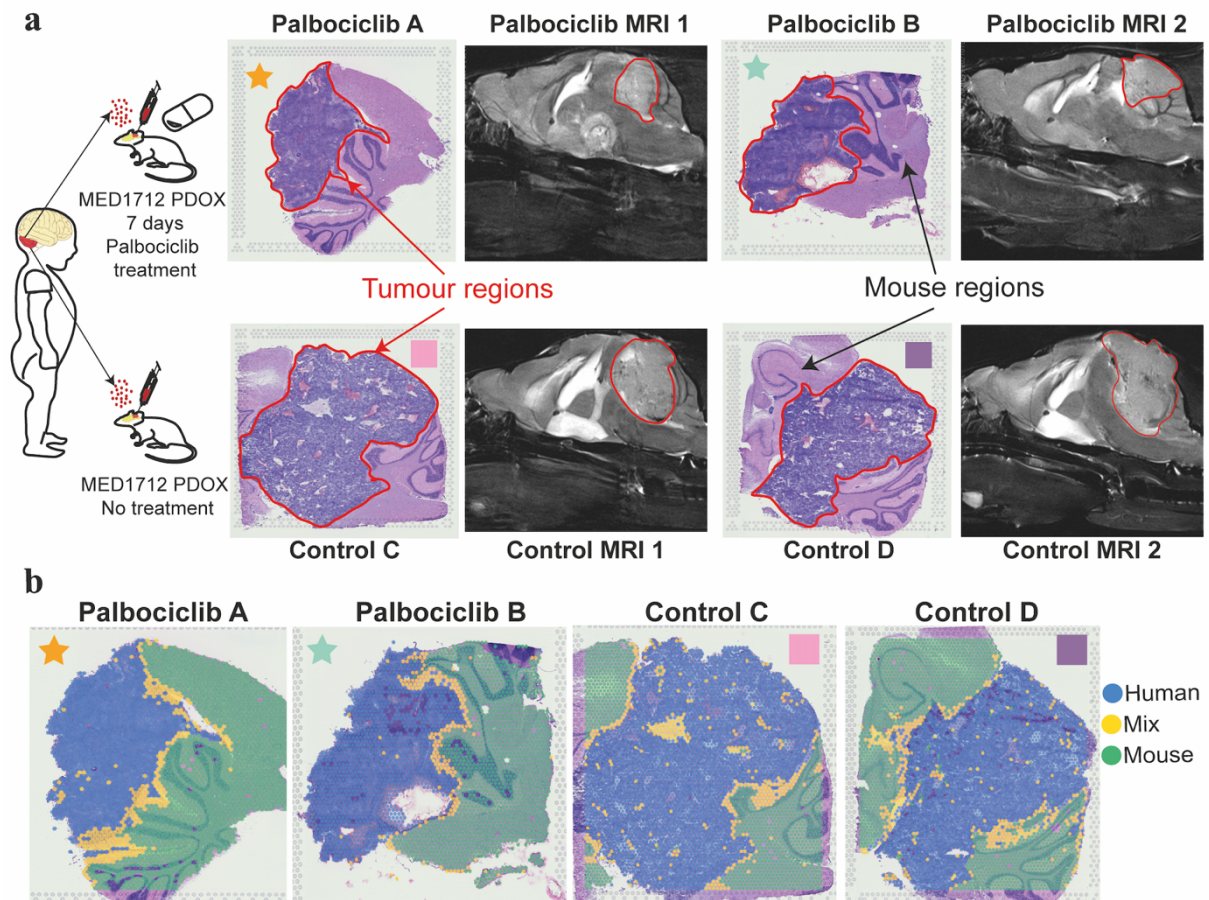 a
Palbociclib A
Palbociclib MRI 1
Palbociclib B
Palbociclib MRI 2
MED1712 PDOX
7 days
Palbociclib
treatment
Tumour regions
Mouse regions
MED1712 PDOX
No treatment
Control C
Control MRI 1
Control D
Control MRI 2
b
Palbociclib A
Palbociclib B
Control C
Control D
Human
Mix
Mouse